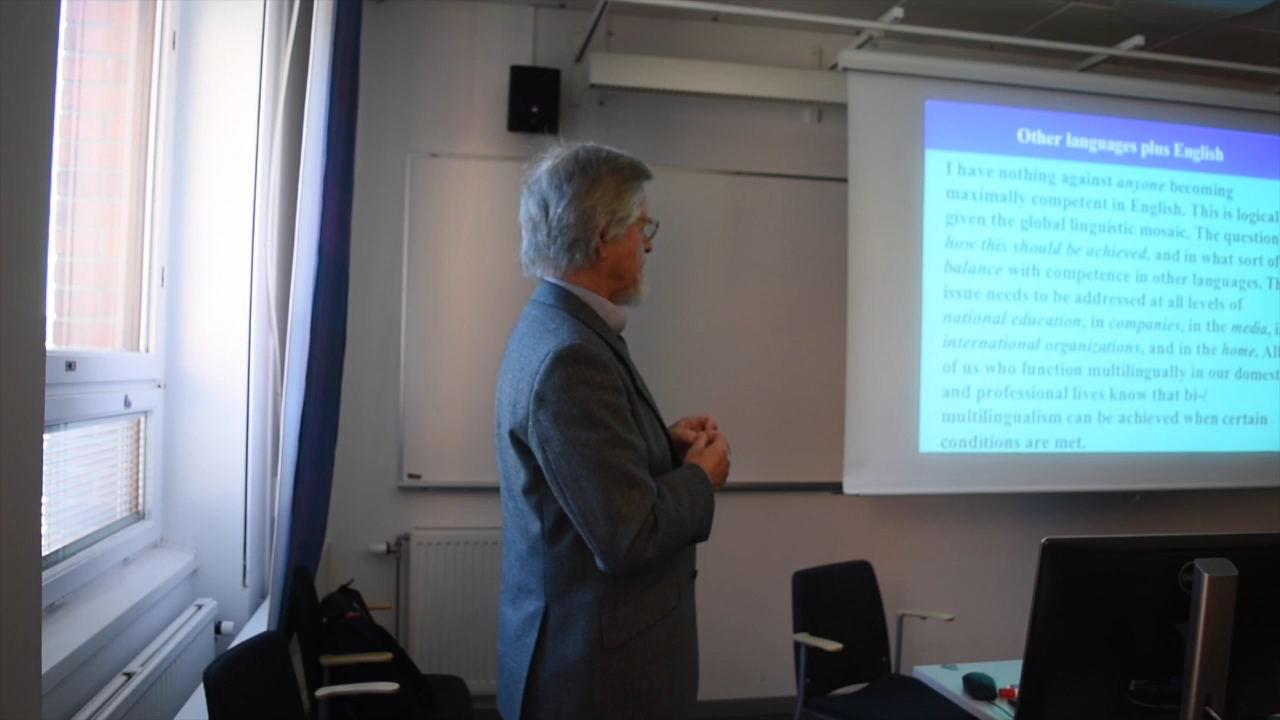 Other languages plus English
I have nothing against anyone becoming
maximally competent in English. This is logical
given the global linguistic mosaic. The question
how this should be achieved, and in what sort of
balance with competence in other languages. Th
issue needs to be addressed at all levels of
national education, in companies, in the media, i
international organizations, and in the home. All
of us who function multilingually in our domest
and professional lives know that bi-/
multilingualism can be achieved when certain
conditions are met.